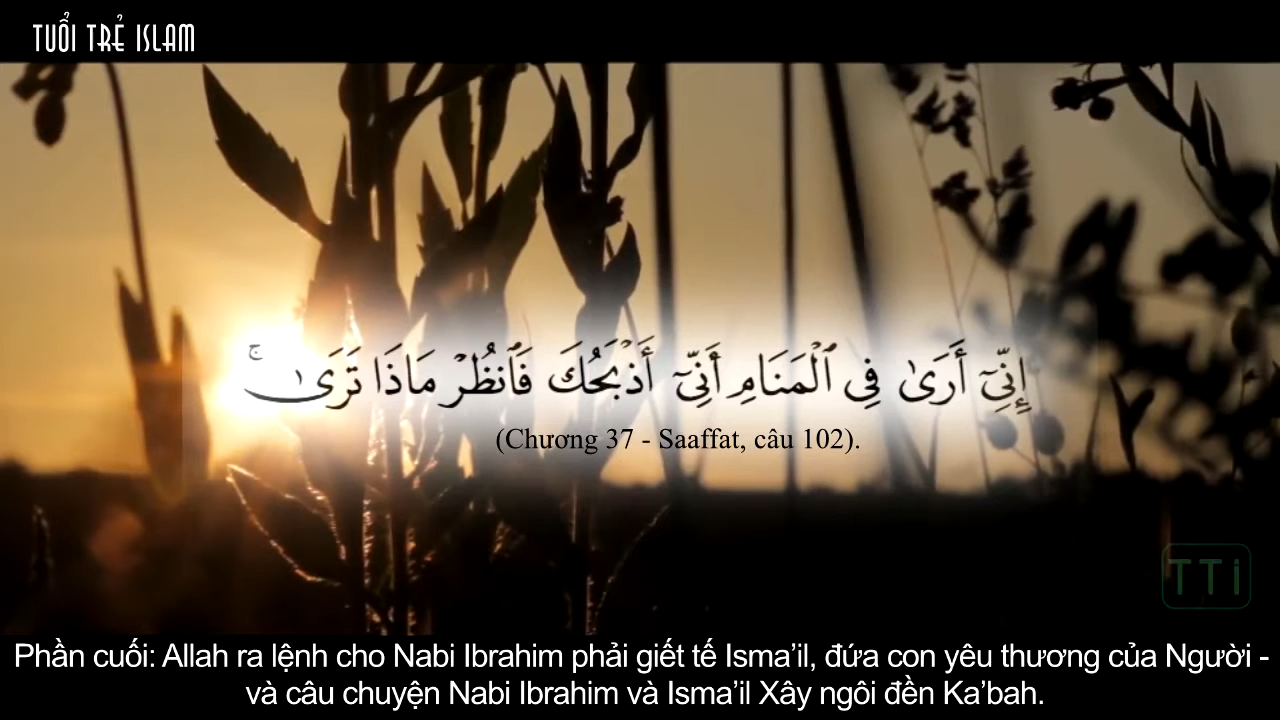 TUỔI TRẺ ISLAM
إِنِّىٓ أَرَىٰ فِى ٱلْمَنَامِ أَنِّىٓ أَذْبَحُكَ فَٱنظُرْ مَاذَا تَرَىٰ ۚ
(Chương 37 - Saaffat, câu 102).
TTi
Phần cuối: Allah ra lệnh cho Nabi Ibrahim phải giết tế Isma’il, đứa con yêu thương của Người -
và câu chuyện Nabi Ibrahim và Isma’il Xây ngôi đền Ka’bah.